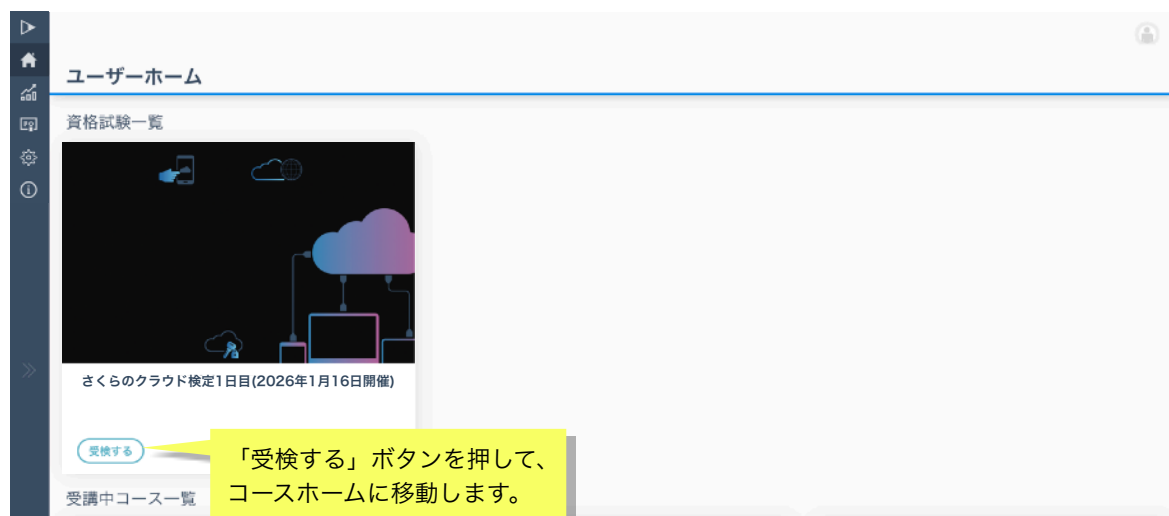 ユーザーホーム
資格試験一覧
さくらのクラウド検定1日目(2026年1月16日開催)
受検する
「受検する」ボタンを押して、
コースホームに移動します。
受講中コース一覧